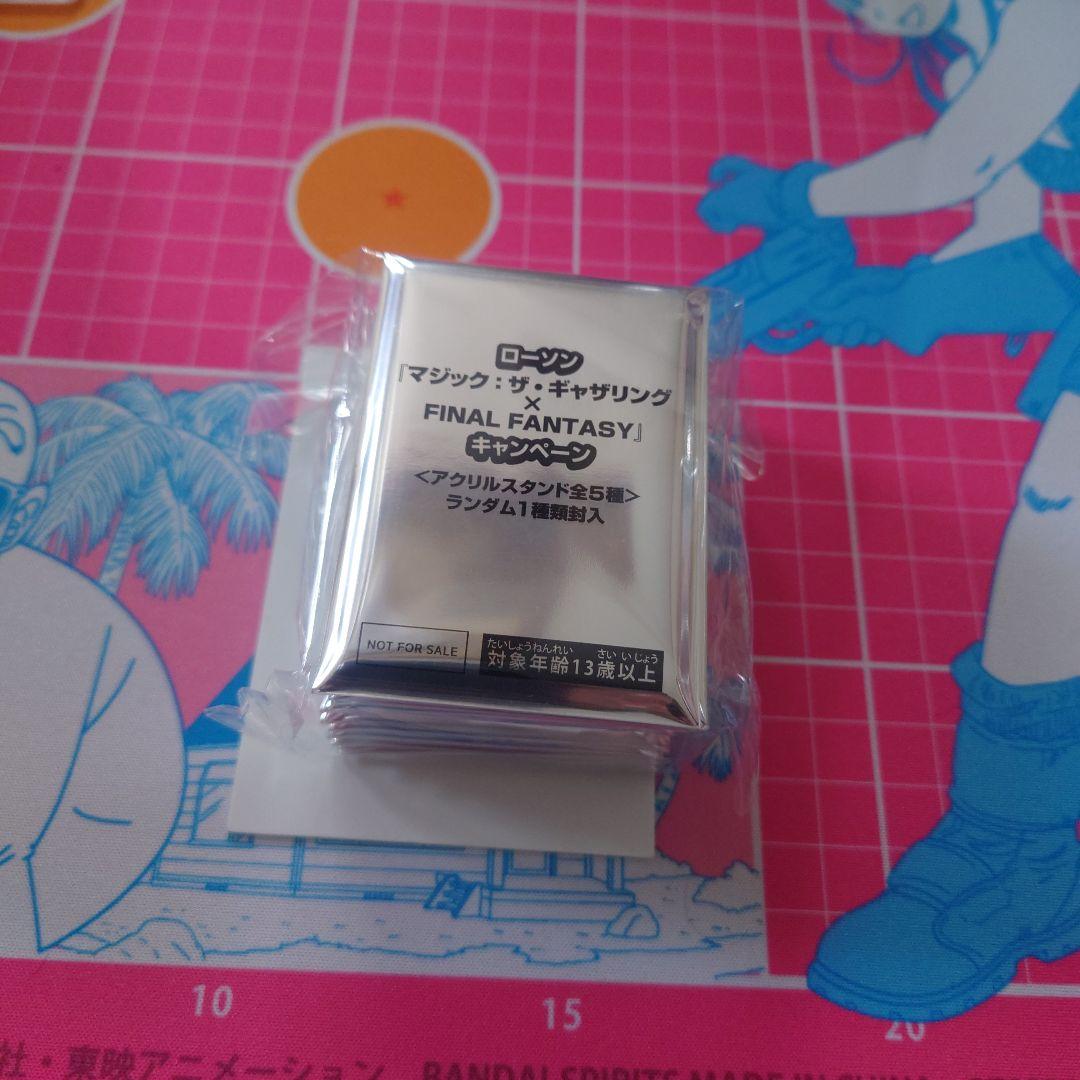 ローソン
『マジック：ザ・ギャザリング
×
FINAL FANTASY』
キャンペーン
<アクリルスタンド全5種>
ランダム1種類封入
NOT FOR SALE
たいしょうねんれい さい いじょう
対象年齢13歳以上
10 15 20
社・東映アニメーション BANDAI SPIRITS MADE IN CHINA